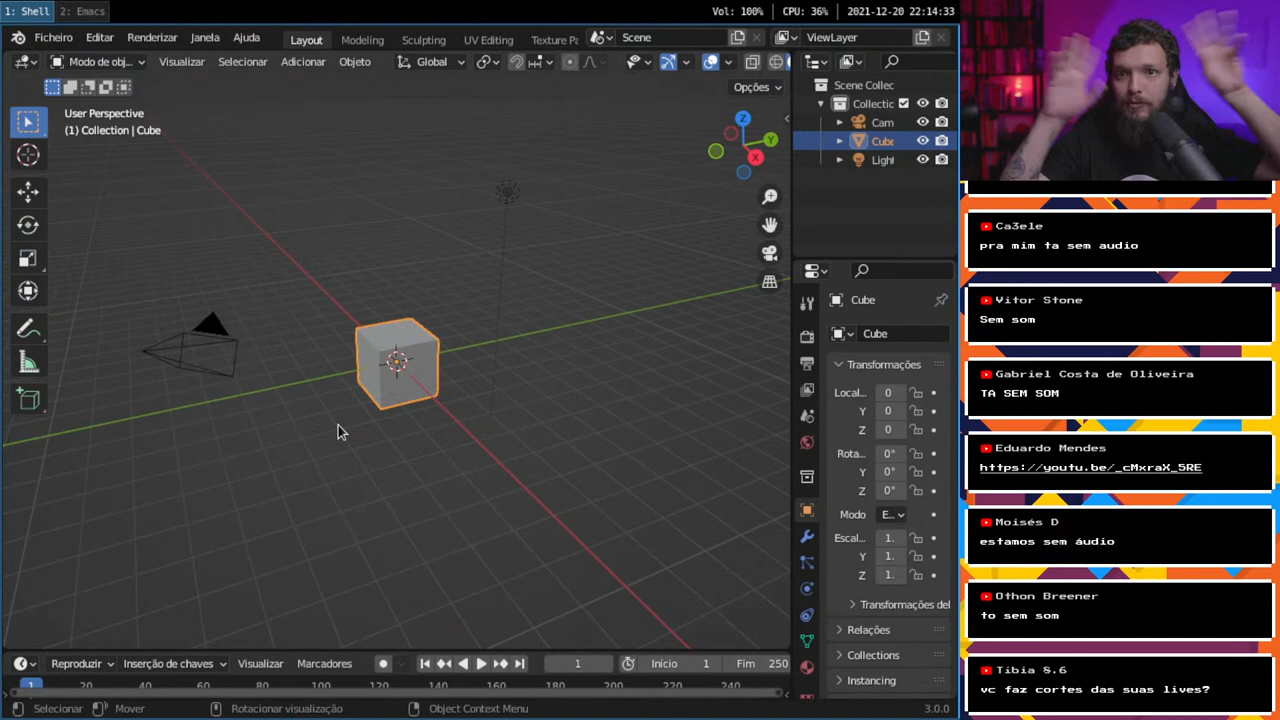 1: Shell 2: Emacs Vol: 100% CPU: 36% 2021-12-20 22:14:33
Ficheiro Editar Renderizar Janela Ajuda Layout Modeling Sculpting UV Editing Texture Pa Scene ViewLayer
Modo de obj... Visualizar Selecionar Adicionar Objeto Global
Opções
User Perspective
(1) Collection | Cube
Z
Y
X
Scene Collec
Collectic
Cam
Cube
Light
Cube
Cube
Transformações
Local... 0
Y 0
Z 0
Rota... 0°
Y 0°
Z 0°
Modo E...
Escal... 1.
Y 1.
Z 1.
Transformações del
Relações
Collections
Instancing
Reproduzir Inserção de chaves Visualizar Marcadores 1 Início 1 Fim 250
1 20 40 60 80 100 120 140 160 180 200 220 240
Selecionar Mover Rotacionar visualização Object Context Menu 3.0.0
Ca3ele
pra mim ta sem audio
Vitor Stone
Sem som
Gabriel Costa de Oliveira
TA SEM SOM
Eduardo Mendes
https://youtu.be/_cMxraX_5RE
Moisés D
estamos sem áudio
Othon Breener
to sem som
Tibia 8.6
vc faz cortes das suas lives?